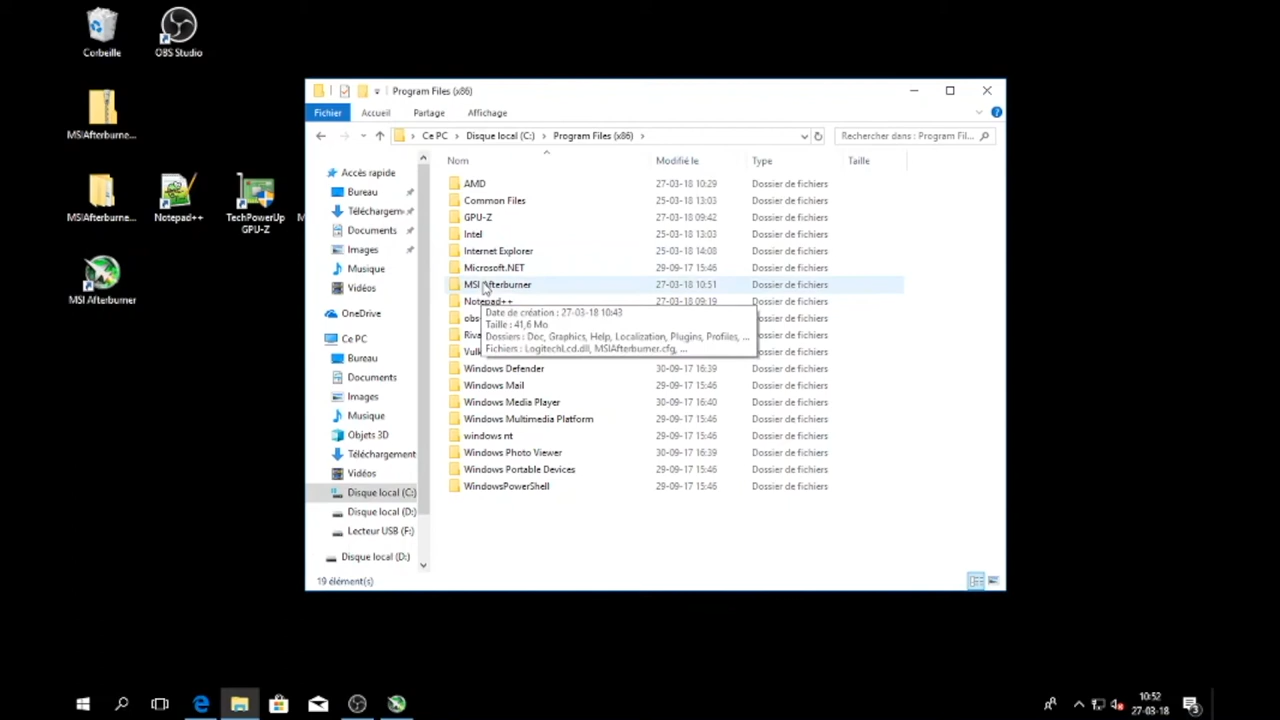 Corbeille
OBS Studio
MSIAfterburne...
MSIAfterburne...
Notepad++
TechPowerUp
GPU-Z
MSI Afterburner
Program Files (x86)
Fichier Accueil Partage Affichage
Ce PC > Disque local (C:) > Program Files (x86) >
Rechercher dans : Program Fil...
Accès rapide
Bureau
Téléchargem
Documents
Images
Musique
Vidéos
OneDrive
Ce PC
Bureau
Documents
Images
Musique
Objets 3D
Téléchargement
Vidéos
Disque local (C:)
Disque local (D:)
Lecteur USB (F:)
Disque local (D:)
Nom Modifié le Type Taille
AMD 27-03-18 10:29 Dossier de fichiers
Common Files 25-03-18 13:03 Dossier de fichiers
GPU-Z 27-03-18 09:42 Dossier de fichiers
Intel 25-03-18 13:03 Dossier de fichiers
Internet Explorer 25-03-18 14:08 Dossier de fichiers
Microsoft.NET 29-09-17 15:46 Dossier de fichiers
MSI Afterburner 27-03-18 10:51 Dossier de fichiers
Notepad++ 27-03-18 09:19 Dossier de fichiers
obs
Dossier de fichiers
Riva
Dossier de fichiers
Vulk
Dossier de fichiers
Date de création : 27-03-18 10:43
Taille : 41,6 Mo
Dossiers : Doc, Graphics, Help, Localization, Plugins, Profiles, ...
Fichiers : LogitechLcd.dll, MSIAfterburner.cfg, ...
Windows Defender 30-09-17 16:39 Dossier de fichiers
Windows Mail 29-09-17 15:46 Dossier de fichiers
Windows Media Player 30-09-17 16:40 Dossier de fichiers
Windows Multimedia Platform 29-09-17 15:46 Dossier de fichiers
windows nt 29-09-17 15:46 Dossier de fichiers
Windows Photo Viewer 30-09-17 16:39 Dossier de fichiers
Windows Portable Devices 29-09-17 15:46 Dossier de fichiers
WindowsPowerShell 29-09-17 15:46 Dossier de fichiers
19 élément(s)
10:52
27-03-18
3